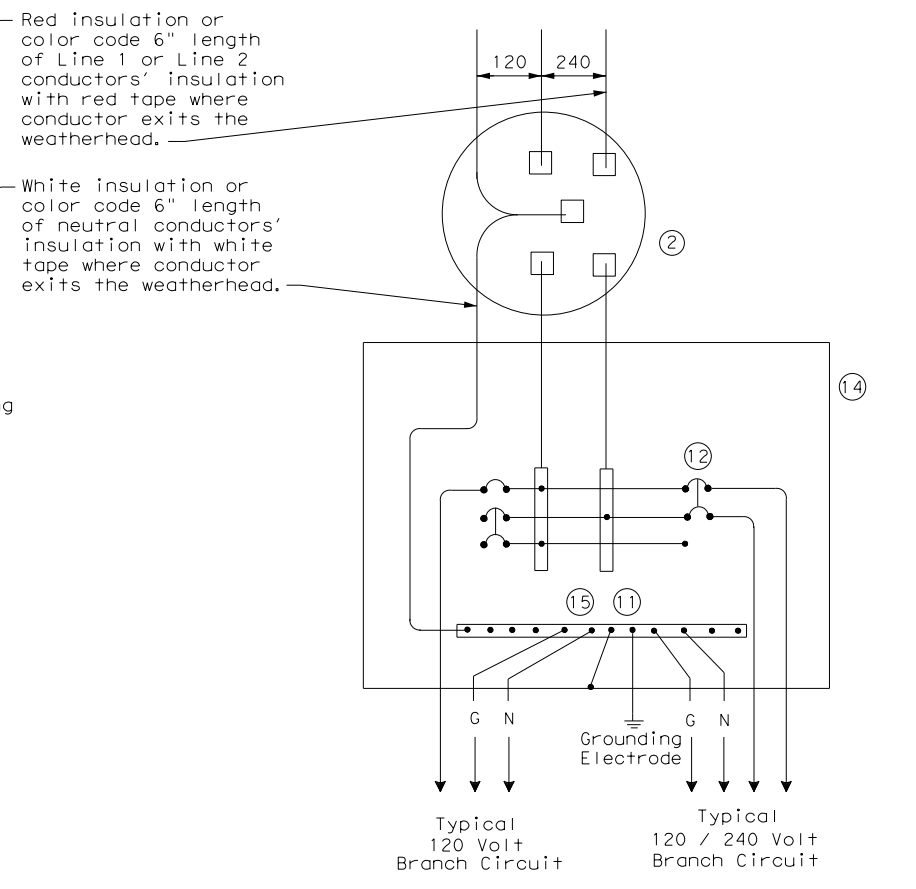 Red insulation or
color code 6" length
of Line 1 or Line 2
conductors' insulation
with red tape where
conductor exits the
weatherhead.
120
240
White insulation or
color code 6" length
of neutral conductors'
insulation with white
tape where conductor
exits the weatherhead.
2
14
12
15
11
G
N
Grounding
Electrode
G
N
Typical
120 Volt
Branch Circuit
Typical
120 / 240 Volt
Branch Circuit